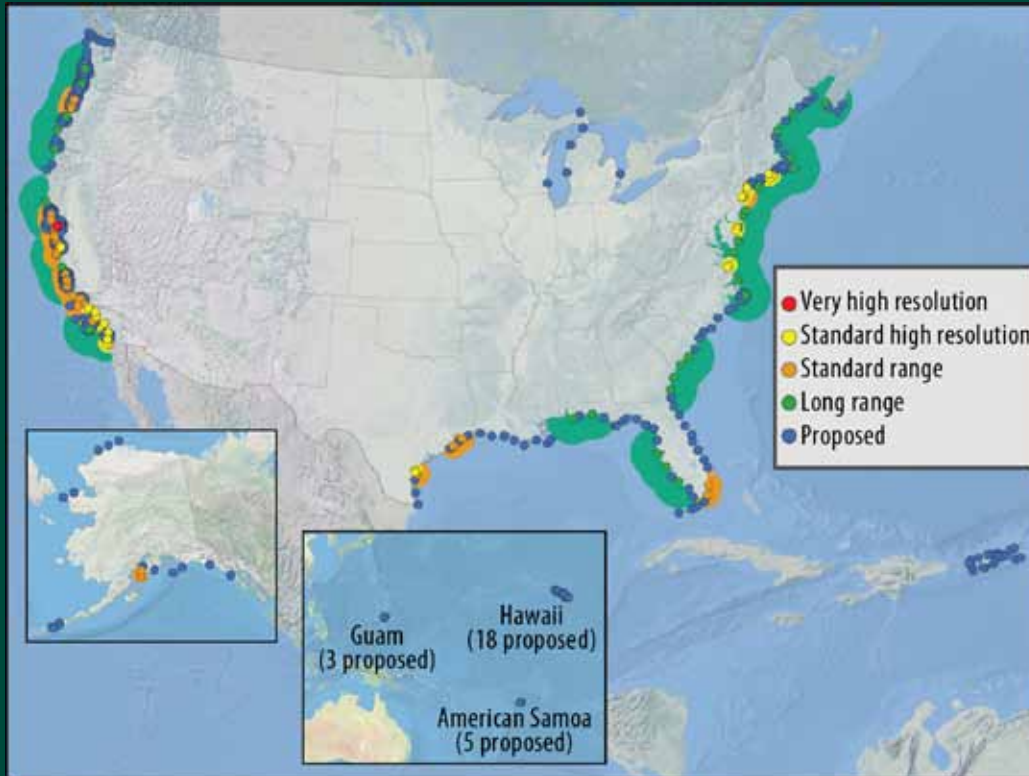 Very high resolution
Standard high resolution
Standard range
Long range
Proposed
Guam
(3 proposed)
Hawaii
(18 proposed)
American Samoa
(5 proposed)